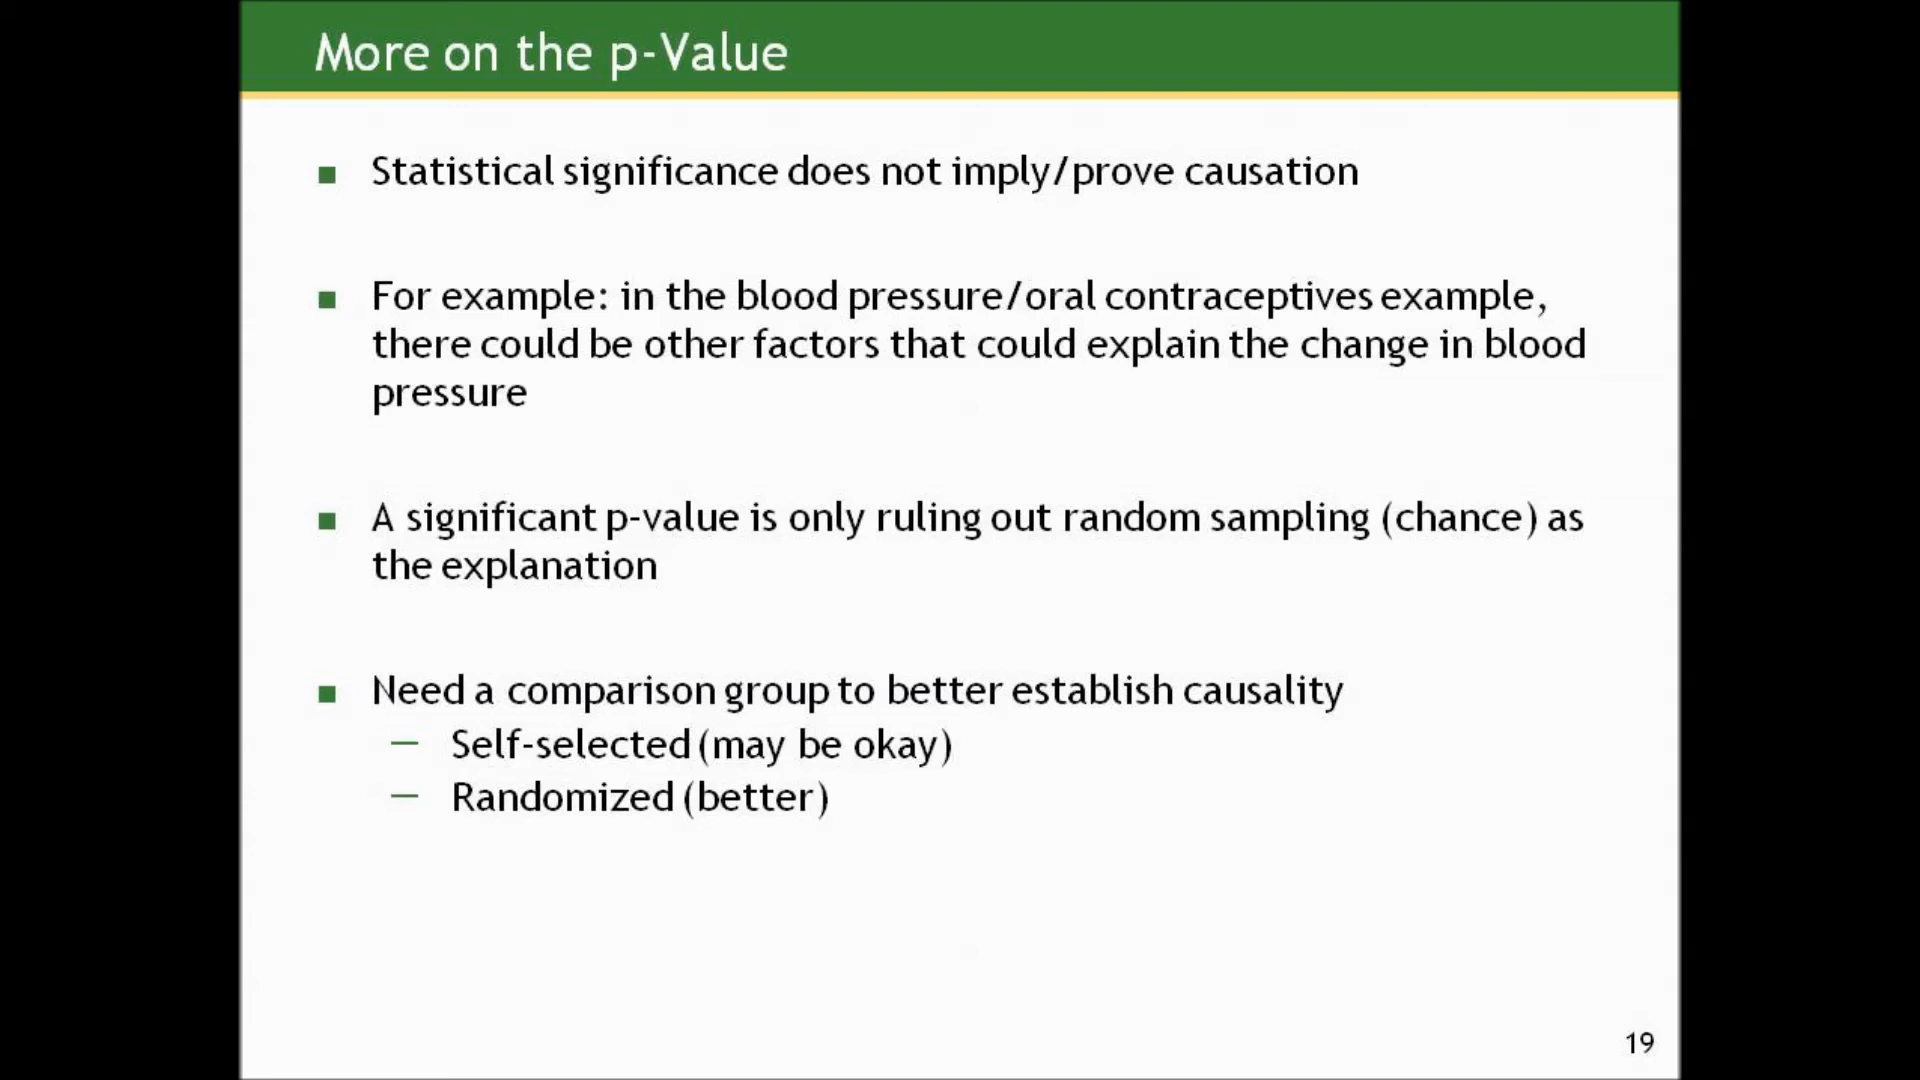 More on the p-Value
■ Statistical significance does not imply/prove causation
■ For example: in the blood pressure/oral contraceptives example,
there could be other factors that could explain the change in blood
pressure
■ A significant p-value is only ruling out random sampling (chance) as
the explanation
■ Need a comparison group to better establish causality
— Self-selected (may be okay)
— Randomized (better)
19